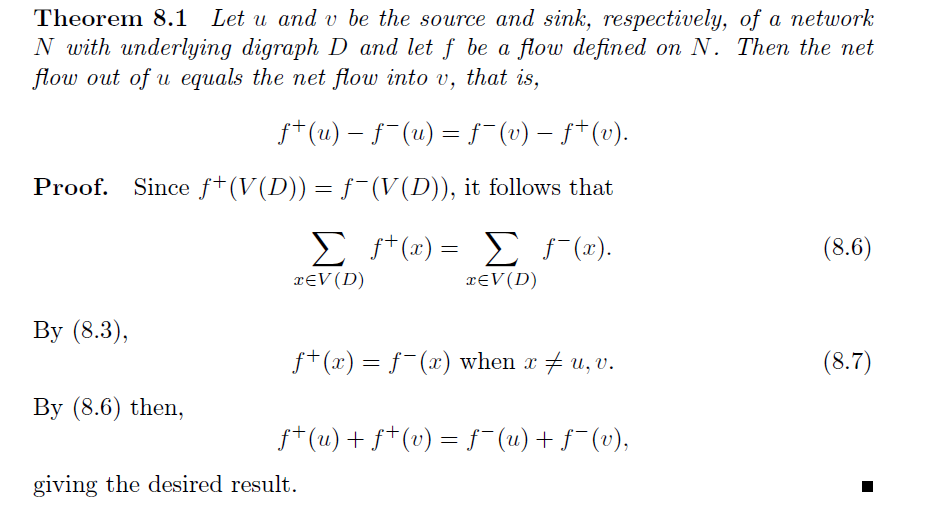 Theorem 8.1 Let u and v be the source and sink, respectively, of a network
N with underlying digraph D and let f be a flow defined on N. Then the net
flow out of u equals the net flow into v, that is,
f⁺(u) − f⁻(u) = f⁻(v) − f⁺(v).
Proof. Since f⁺(V(D)) = f⁻(V(D)), it follows that
∑_{x∈V(D)} f⁺(x) = ∑_{x∈V(D)} f⁻(x). (8.6)
By (8.3),
f⁺(x) = f⁻(x) when x ≠ u, v. (8.7)
By (8.6) then,
f⁺(u) + f⁺(v) = f⁻(u) + f⁻(v),
giving the desired result. ■